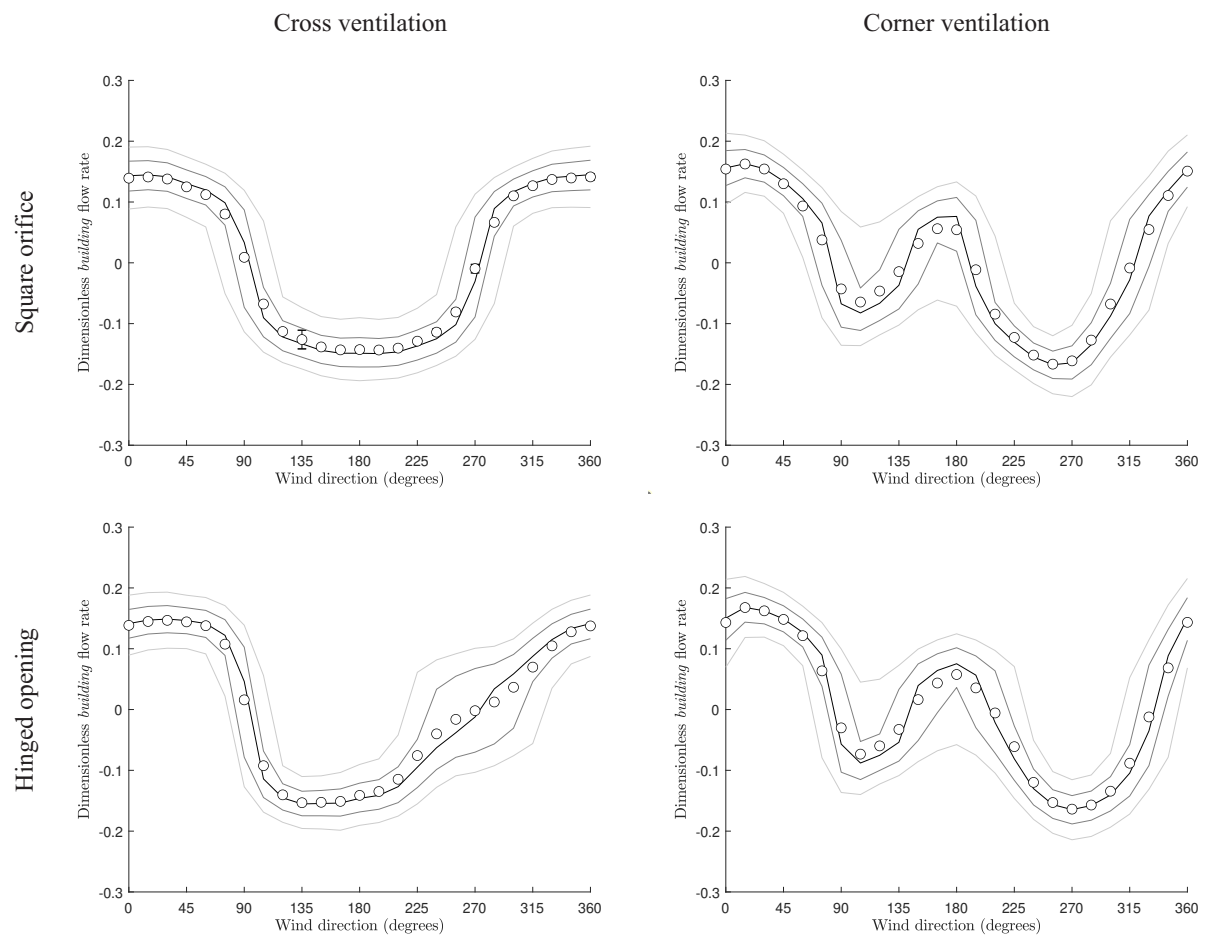 Cross ventilation
Corner ventilation
Square orifice
Dimensionless building flow rate
0.3
0.2
0.1
0
-0.1
-0.2
-0.3
0 45 90 135 180 225 270 315 360
Wind direction (degrees)
Dimensionless building flow rate
0.3
0.2
0.1
0
-0.1
-0.2
-0.3
0 45 90 135 180 225 270 315 360
Wind direction (degrees)
Hinged opening
Dimensionless building flow rate
0.3
0.2
0.1
0
-0.1
-0.2
-0.3
0 45 90 135 180 225 270 315 360
Wind direction (degrees)
Dimensionless building flow rate
0.3
0.2
0.1
0
-0.1
-0.2
-0.3
0 45 90 135 180 225 270 315 360
Wind direction (degrees)